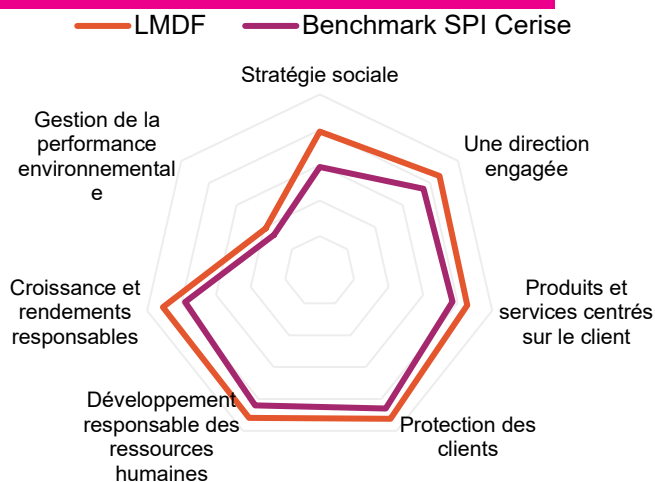 LMDF
Benchmark SPI Cerise
Stratégie sociale
Une direction
engagée
Produits et
services centrés
sur le client
Protection des
clients
Développement
responsable des
ressources
humaines
Croissance et
rendements
responsables
Gestion de la
performance
environnemental
e